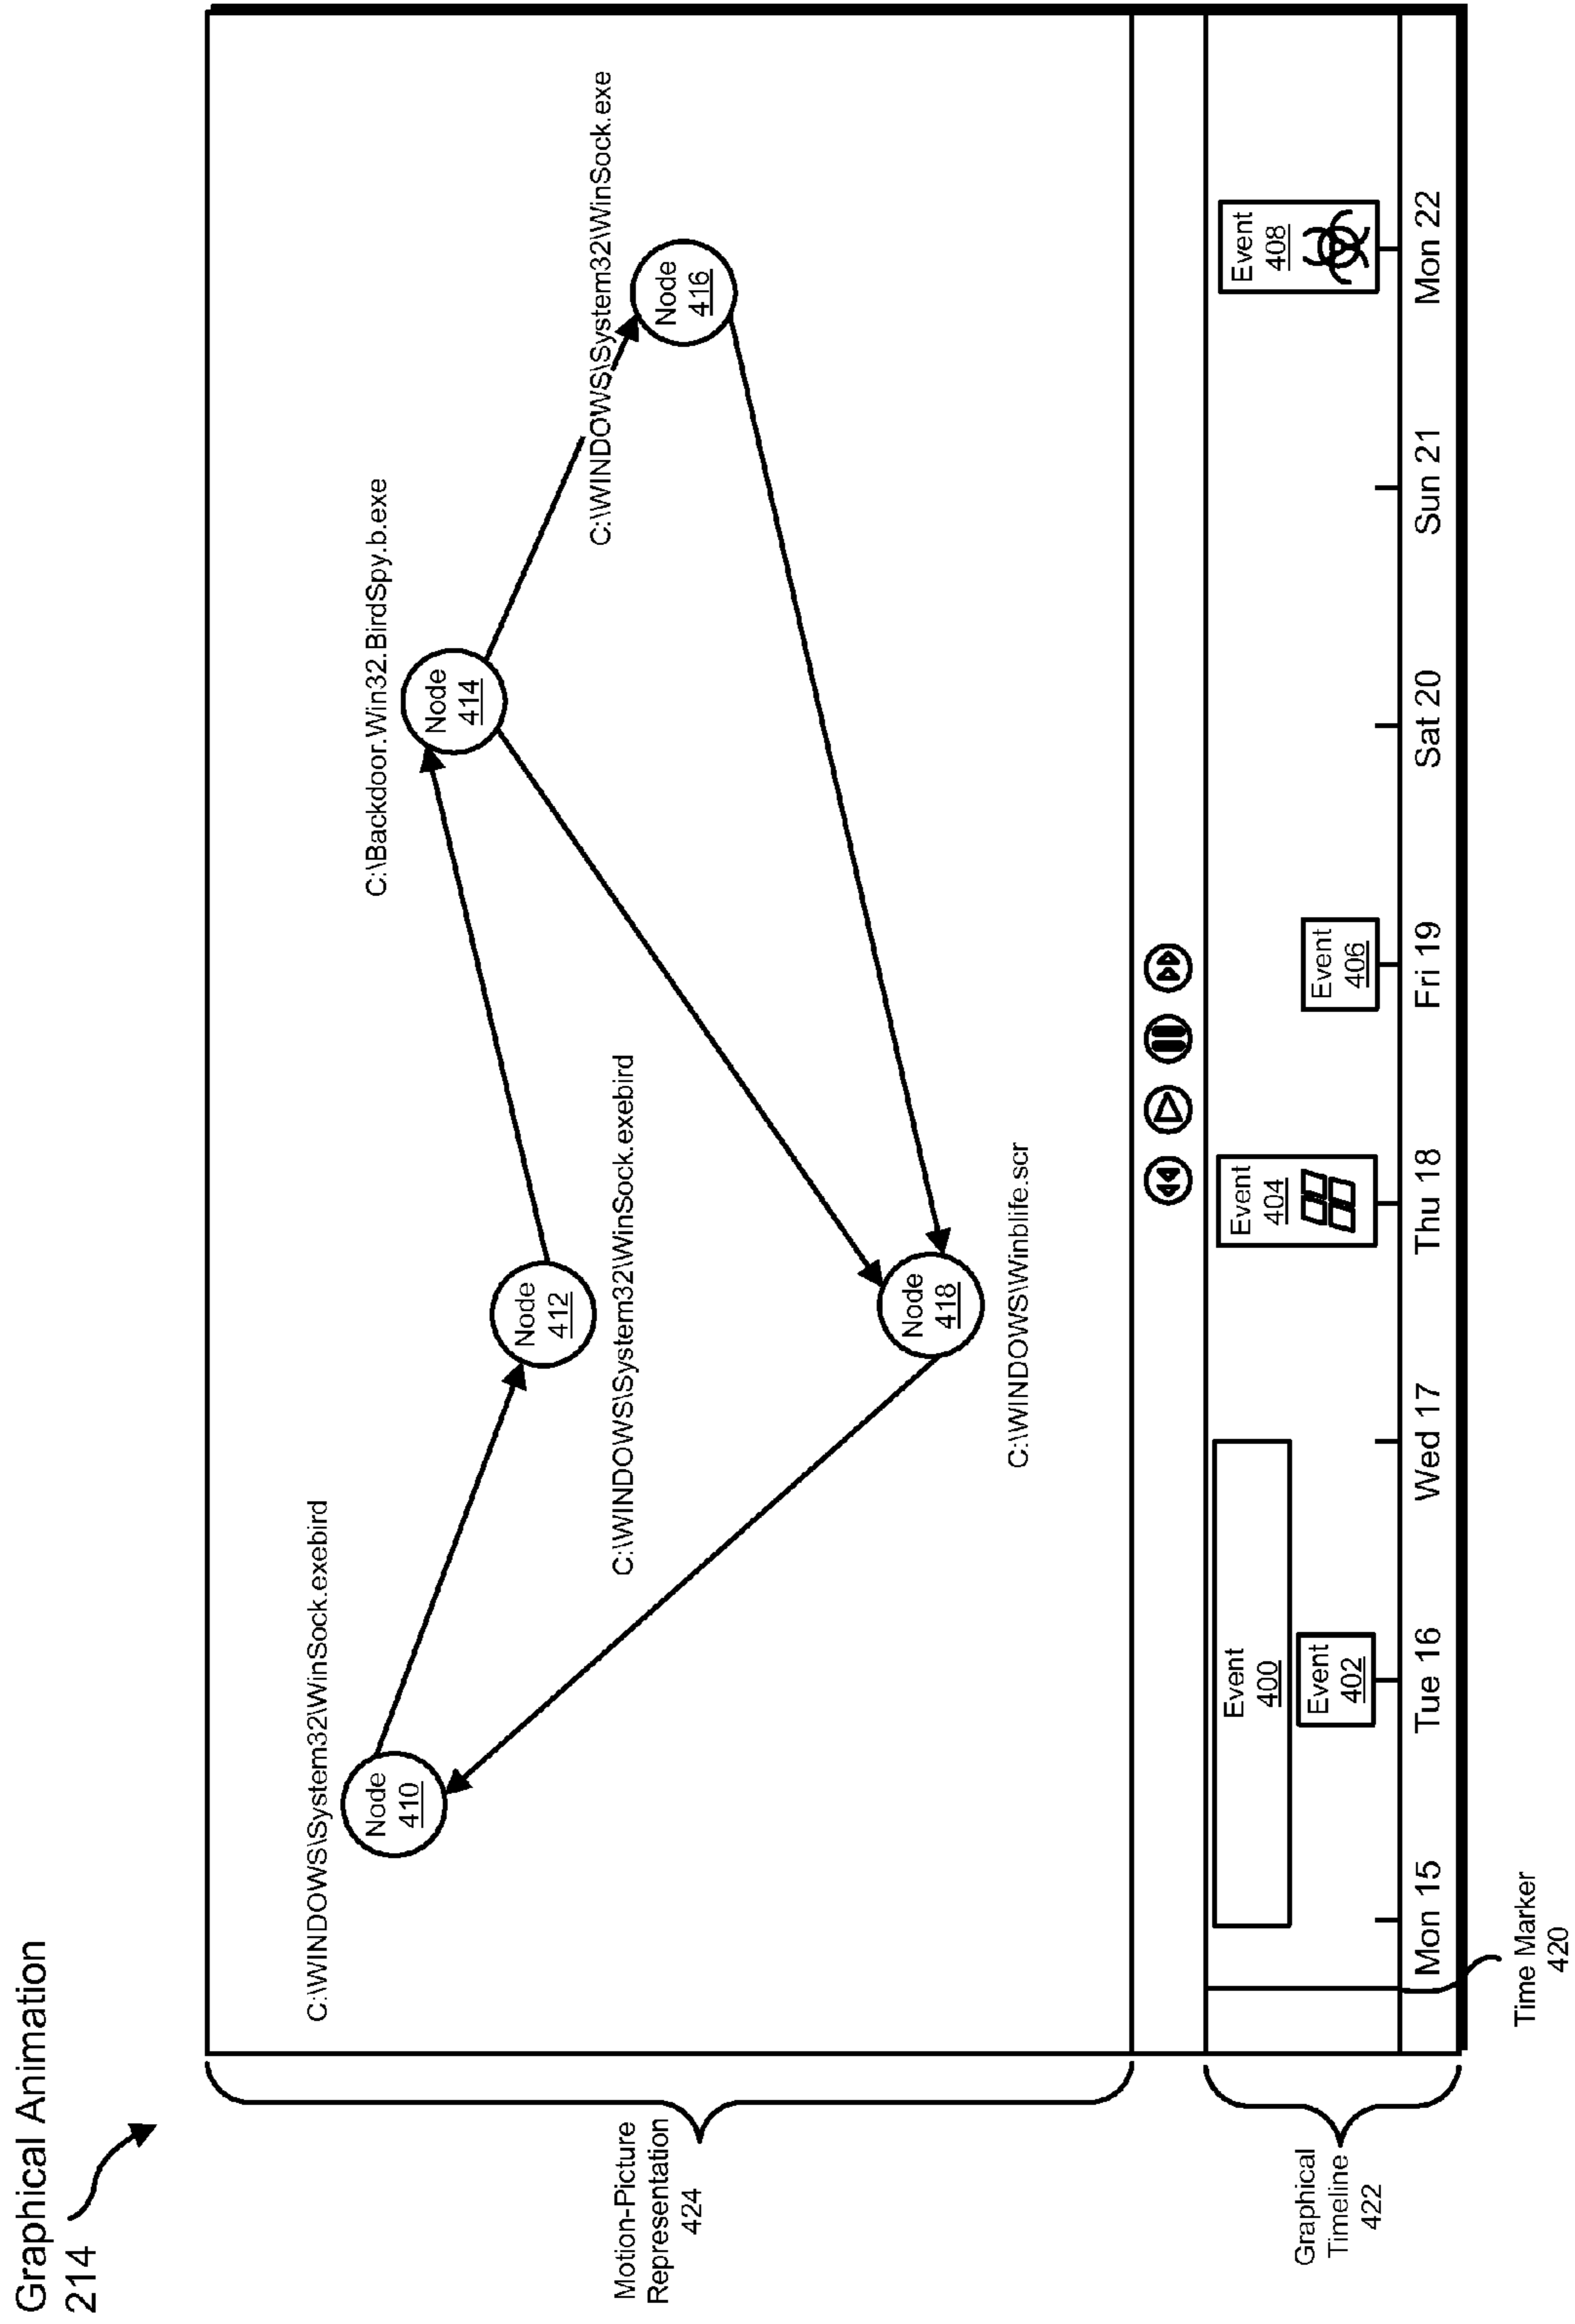 Graphical Animation
214
C:\WINDOWS\System32\WinSock.exebird
Node
410
Node
412
C:\WINDOWS\System32\WinSock.exebird
C:\Backdoor.Win32.BirdSpy.b.exe
Node
414
C:\WINDOWS\System32\WinSock.exe
Node
416
Node
418
C:\WINDOWS\Winblife.scr
Motion-Picture
Representation
424
Event
400
Event
402
Event
404
Event
406
Event
408
Mon 15
Tue 16
Wed 17
Thu 18
Fri 19
Sat 20
Sun 21
Mon 22
Graphical
Timeline
422
Time Marker
420